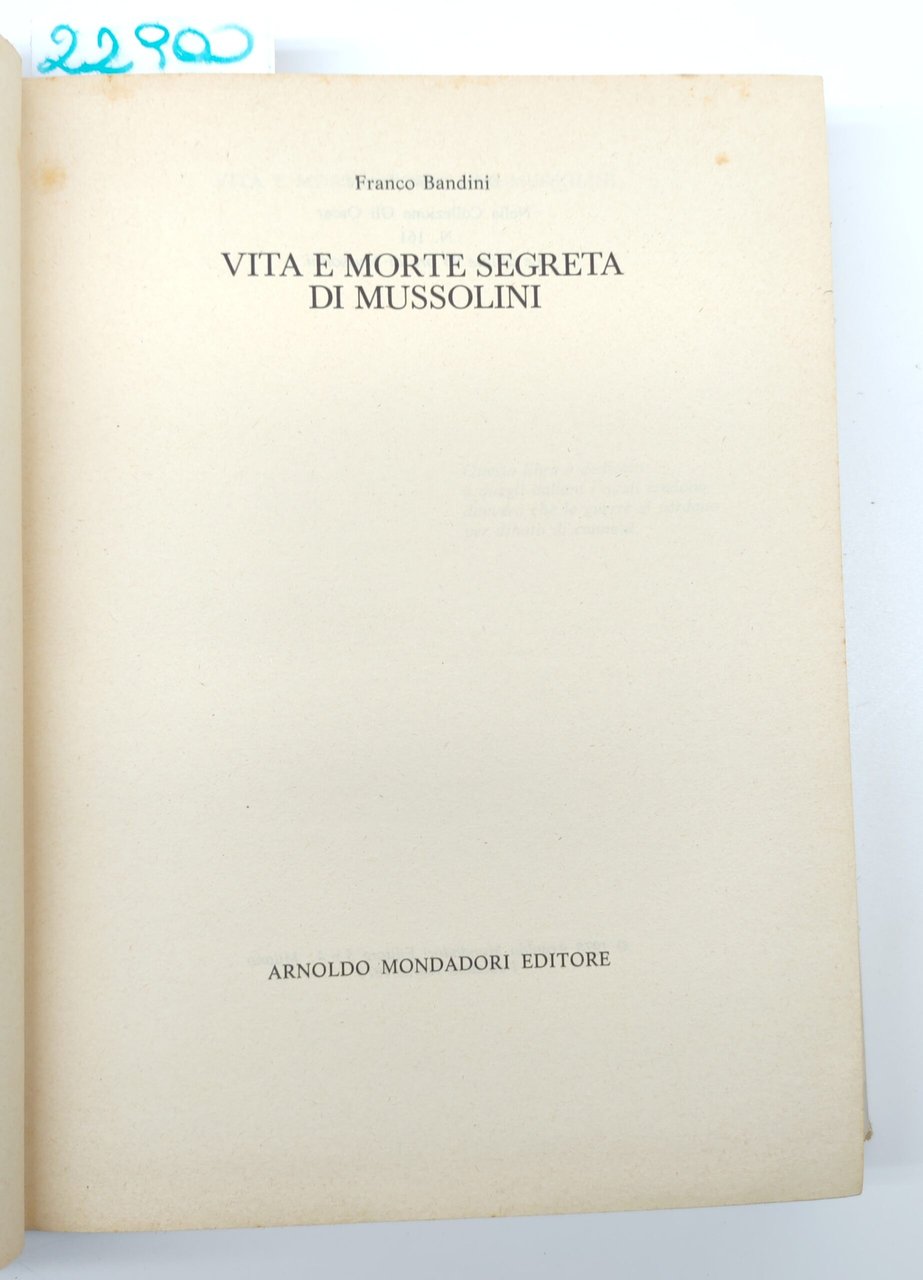 22900
Franco Bandini
VITA E MORTE SEGRETA
DI MUSSOLINI
ARNOLDO MONDADORI EDITORE